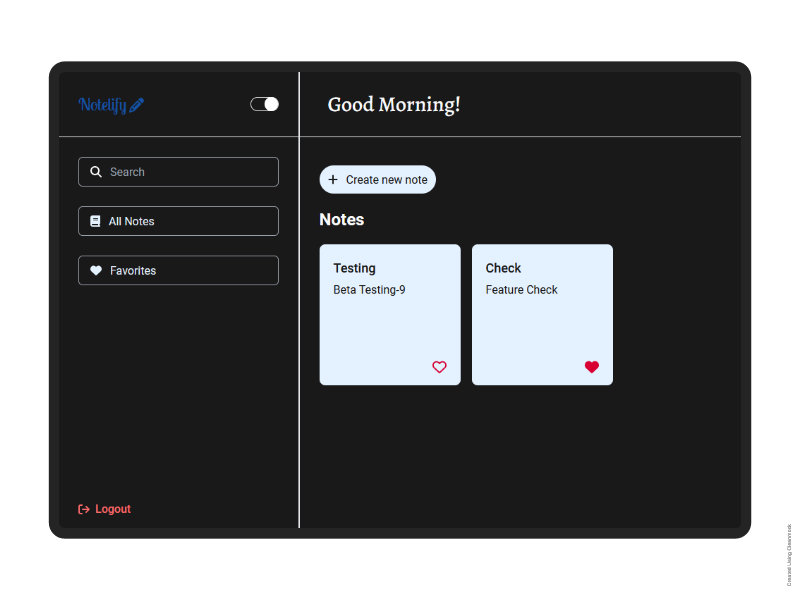 Notelify
Good Morning!
Search
All Notes
Favorites
Logout
Create new note
Notes
Testing
Beta Testing-9
Check
Feature Check
Created Using Cleanmock